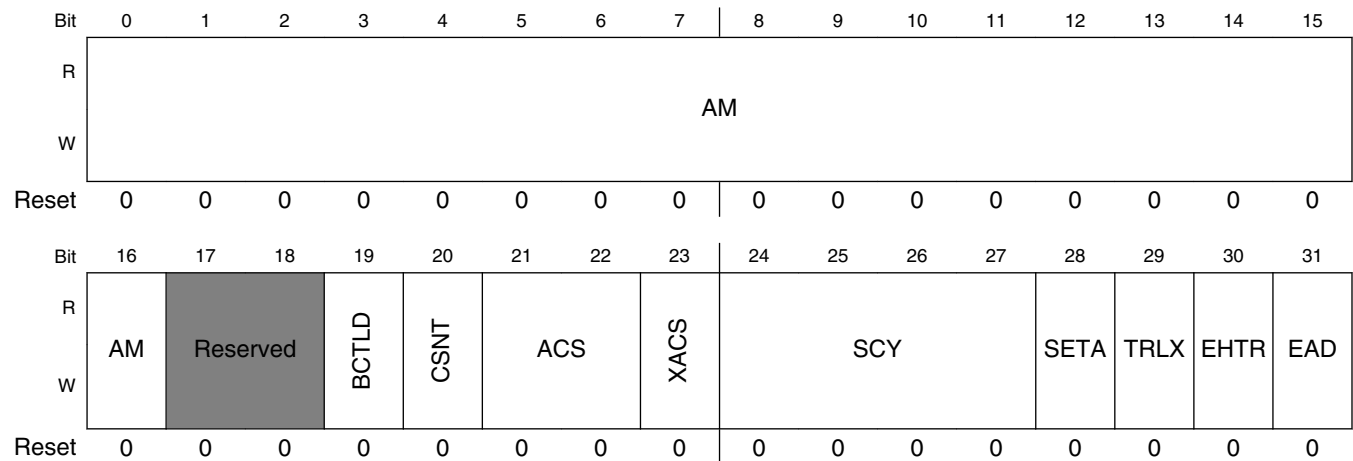 Bit 0 1 2 3 4 5 6 7 8 9 10 11 12 13 14 15
R
AM
W
Reset 0 0 0 0 0 0 0 0 0 0 0 0 0 0 0 0
Bit 16 17 18 19 20 21 22 23 24 25 26 27 28 29 30 31
R
AM Reserved BCTLD CSNT ACS XACS SCY SETA TRLX EHTR EAD
W
Reset 0 0 0 0 0 0 0 0 0 0 0 0 0 0 0 0